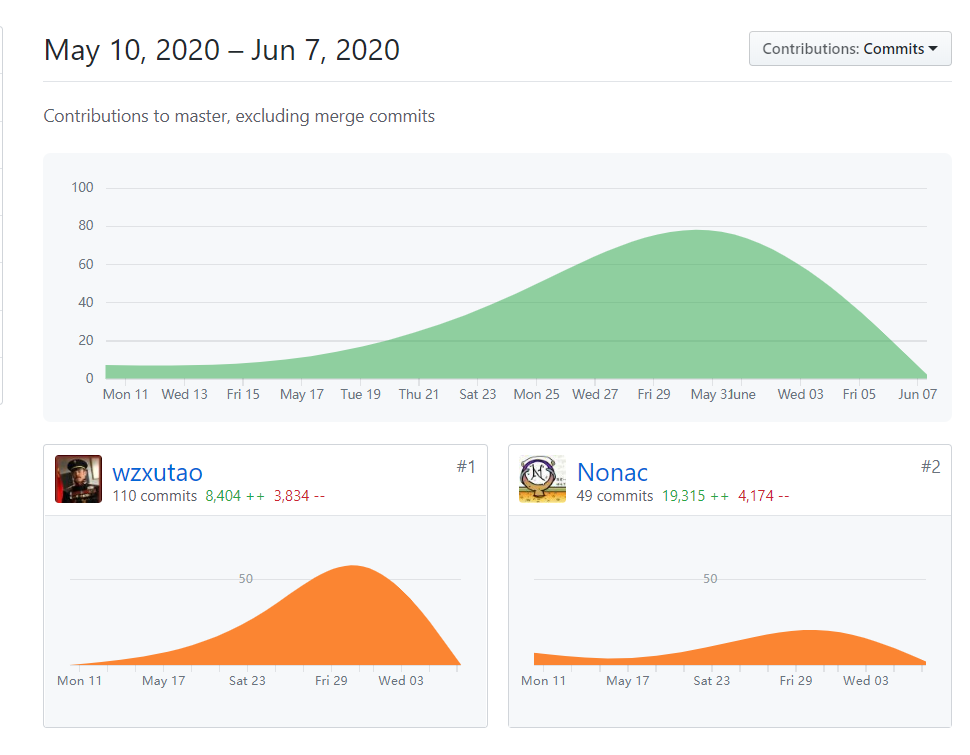 May 10, 2020 – Jun 7, 2020
Contributions: Commits
Contributions to master, excluding merge commits
100
80
60
40
20
0
Mon 11 Wed 13 Fri 15 May 17 Tue 19 Thu 21 Sat 23 Mon 25 Wed 27 Fri 29 May 31 June Wed 03 Fri 05 Jun 07
wzxutao #1
110 commits 8,404 ++ 3,834 --
50
Mon 11 May 17 Sat 23 Fri 29 Wed 03
Nonac #2
49 commits 19,315 ++ 4,174 --
50
Mon 11 May 17 Sat 23 Fri 29 Wed 03